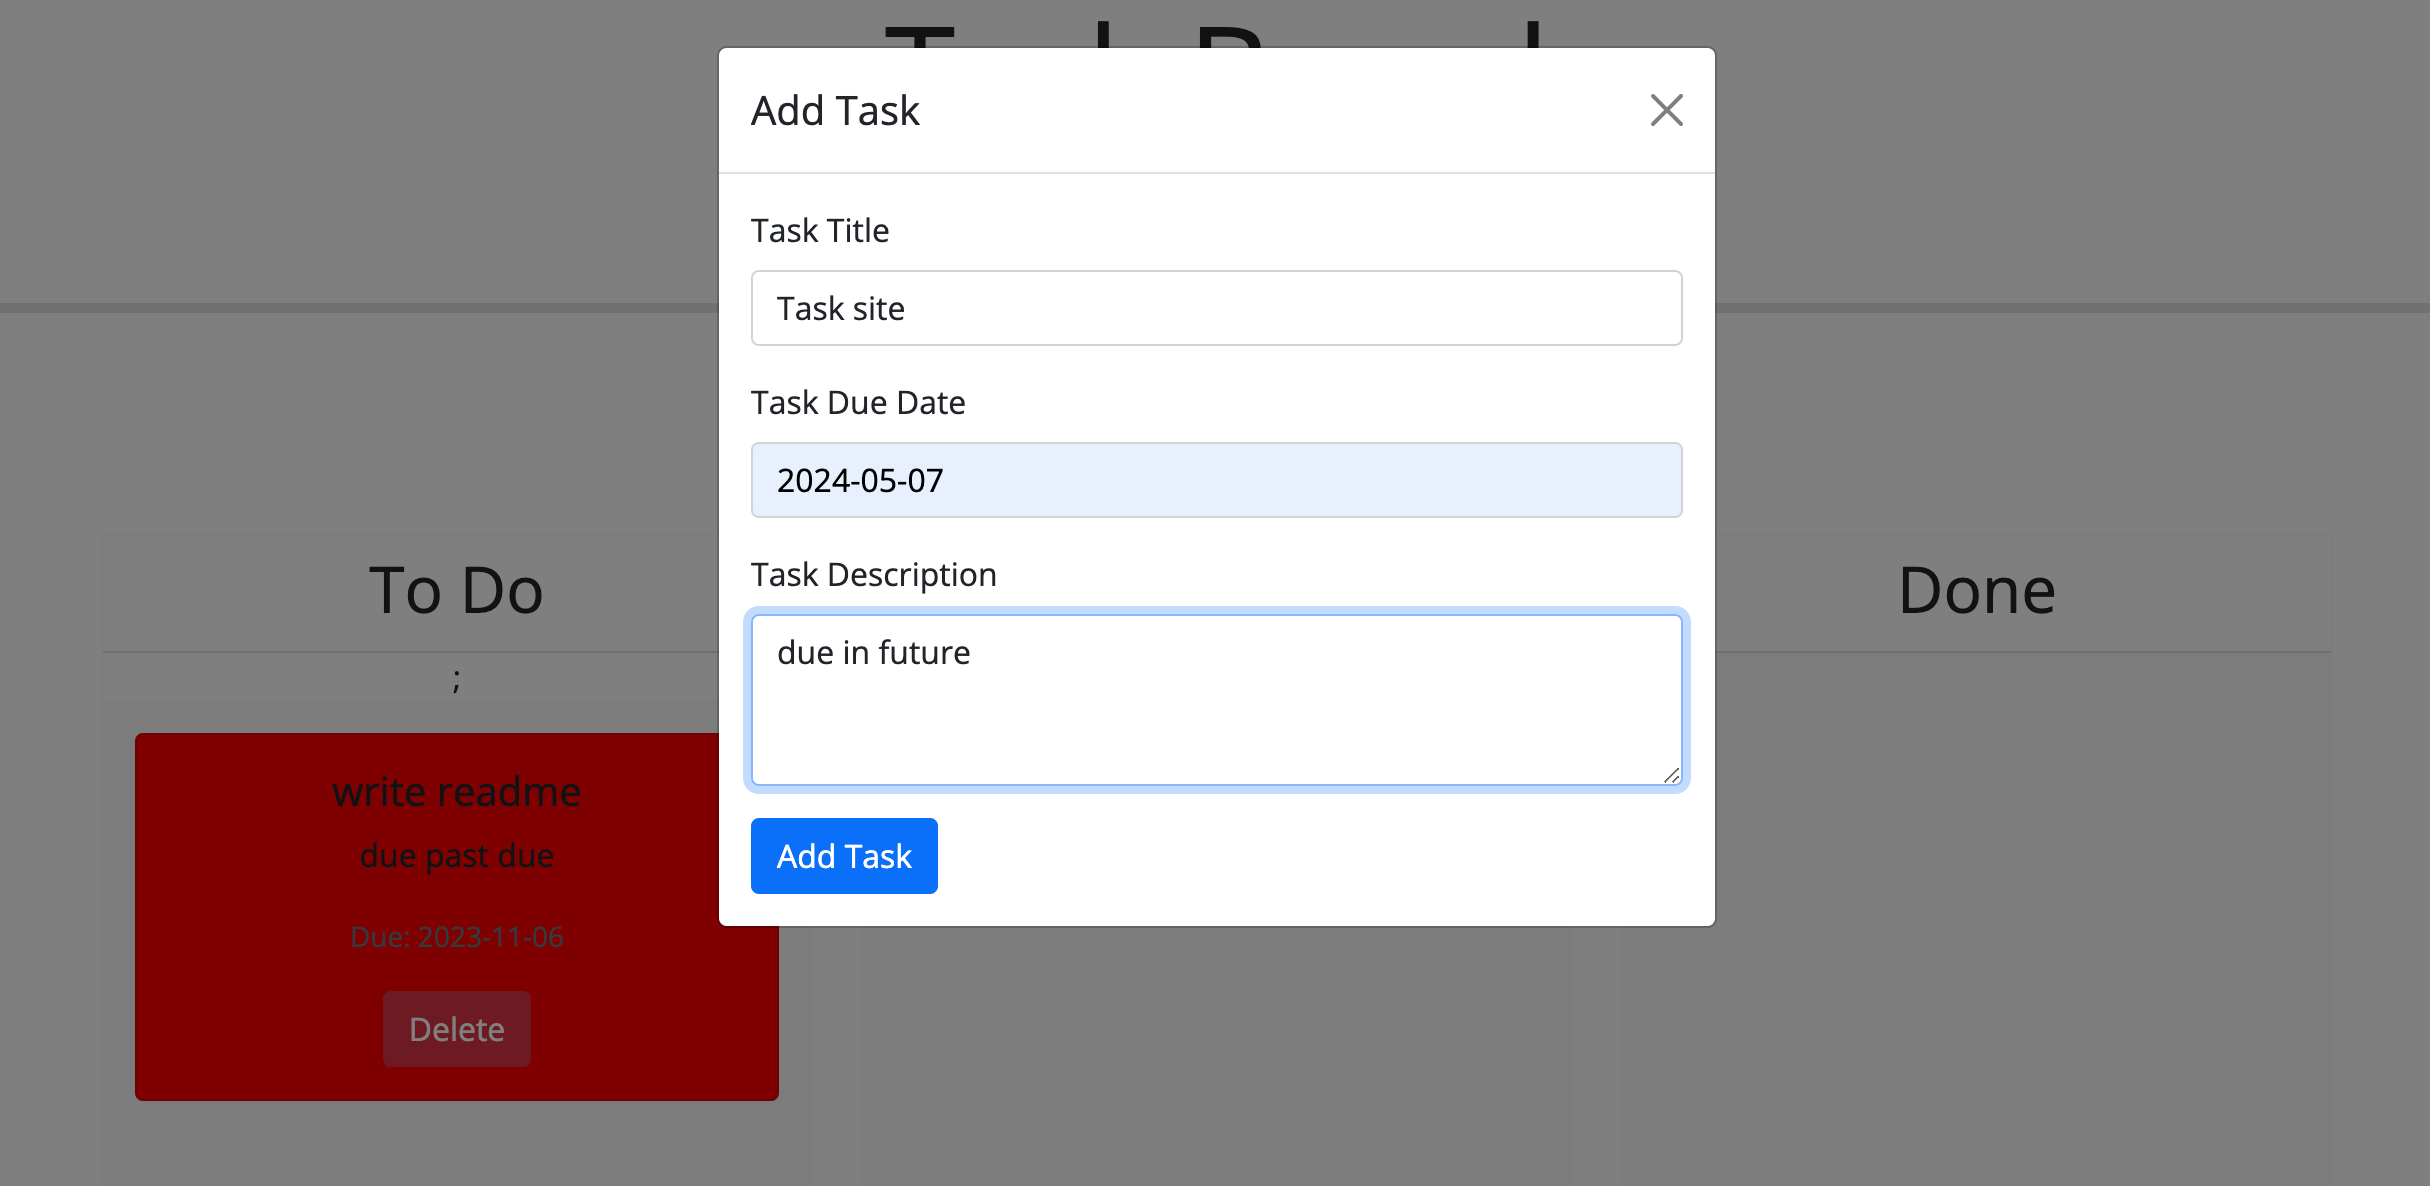 Add Task
Task Title
Task site
Task Due Date
2024-05-07
Task Description
due in future
Add Task
To Do
;
write readme
due past due
Due: 2023-11-06
Delete
Done